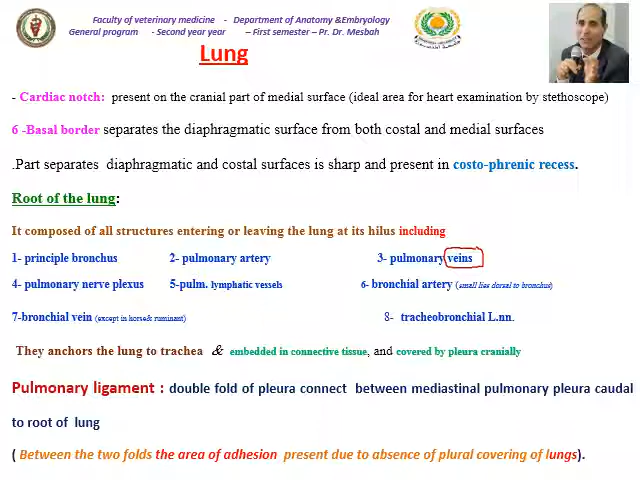 Faculty of veterinary medicine - Department of Anatomy &Embryology
General program - Second year year – First semester – Pr. Dr. Mesbah
Lung
- Cardiac notch: present on the cranial part of medial surface (ideal area for heart examination by stethoscope)
6 -Basal border separates the diaphragmatic surface from both costal and medial surfaces
.Part separates diaphragmatic and costal surfaces is sharp and present in costo-phrenic recess.
Root of the lung:
It composed of all structures entering or leaving the lung at its hilus including
1- principle bronchus 2- pulmonary artery 3- pulmonary veins
4- pulmonary nerve plexus 5-pulm. lymphatic vessels 6- bronchial artery (small lies dorsal to bronchus)
7-bronchial vein (except in horse& ruminant) 8- tracheobronchial L.nn.
They anchors the lung to trachea & embedded in connective tissue, and covered by pleura cranially
Pulmonary ligament : double fold of pleura connect between mediastinal pulmonary pleura caudal
to root of lung
( Between the two folds the area of adhesion present due to absence of plural covering of lungs).